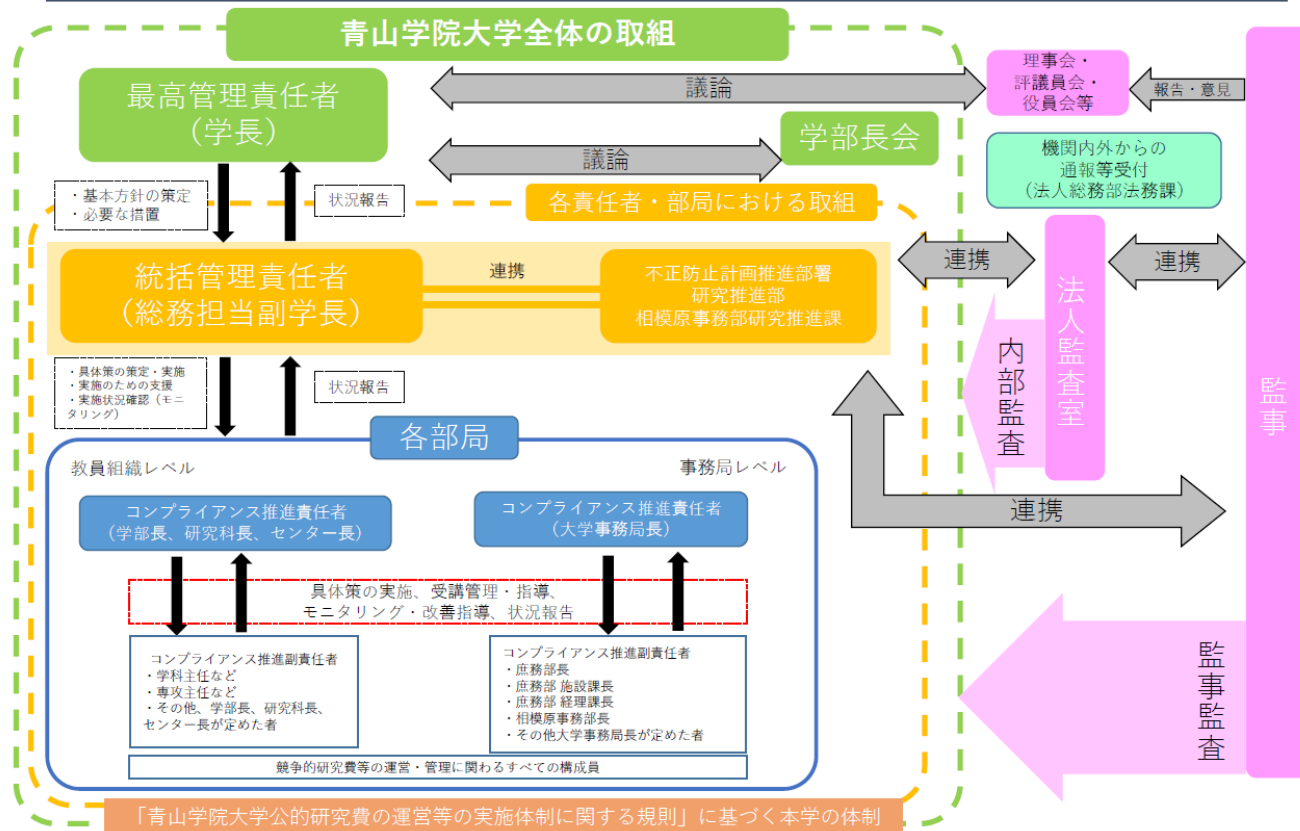 青山学院大学全体の取組
最高管理責任者
（学長）
議論
理事会・
評議員会・
役員会等
報告・意見
議論
学部長会
機関内外からの
通報等受付
（法人総務部法務課）
・基本方針の策定
・必要な措置
状況報告
各責任者・部局における取組
統括管理責任者
（総務担当副学長）
連携
不正防止計画推進部署
研究推進部
相模原事務部研究推進課
連携
法人監査室
連携
監事
内部監査
・具体策の策定・実施
・実施のための支援
・実施状況確認（モニ
タリング）
状況報告
各部局
教員組織レベル
事務局レベル
コンプライアンス推進責任者
（学部長、研究科長、センター長）
コンプライアンス推進責任者
（大学事務局長）
連携
具体策の実施、受講管理・指導、
モニタリング・改善指導、状況報告
コンプライアンス推進副責任者
・学科主任など
・専攻主任など
・その他、学部長、研究科長、
センター長が定めた者
コンプライアンス推進副責任者
・庶務部長
・庶務部 施設課長
・庶務部 経理課長
・相模原事務部長
・その他大学事務局長が定めた者
監事監査
競争的研究費等の運営・管理に関わるすべての構成員
「青山学院大学公的研究費の運営等の実施体制に関する規則」に基づく本学の体制